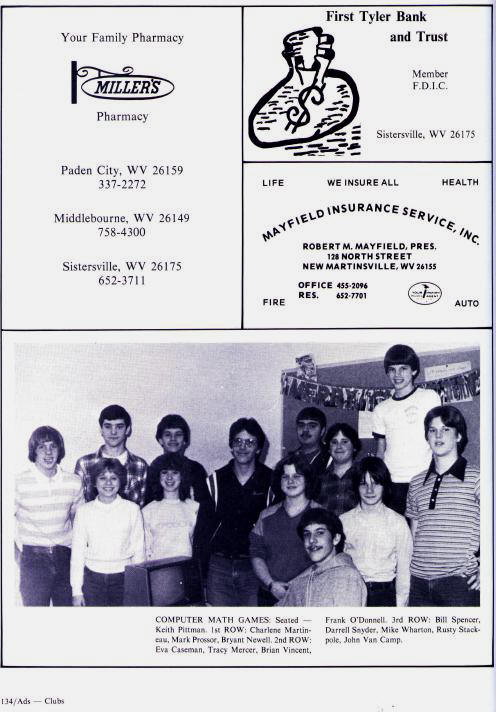 Your Family Pharmacy
MILLER'S
Pharmacy
Paden City, WV 26159
337-2272
Middlebourne, WV 26149
758-4300
Sistersville, WV 26175
652-3711
First Tyler Bank
and Trust
Member
F.D.I.C.
$
Sistersville, WV 26175
LIFE WE INSURE ALL HEALTH
MAYFIELD INSURANCE SERVICE, INC.
ROBERT M. MAYFIELD, PRES.
128 NORTH STREET
NEW MARTINSVILLE, WV 26155
OFFICE 455-2096
RES. 652-7701
FIRE AUTO
COMPUTER MATH GAMES: Seated —
Keith Pittman. 1st ROW: Charlene Martin-
eau, Mark Prossor, Bryant Newell. 2nd ROW:
Eva Caseman, Tracy Mercer, Brian Vincent,
Frank O'Donnell. 3rd ROW: Bill Spencer,
Darrell Snyder, Mike Wharton, Rusty Stack-
pole, John Van Camp.
134/Ads — Clubs